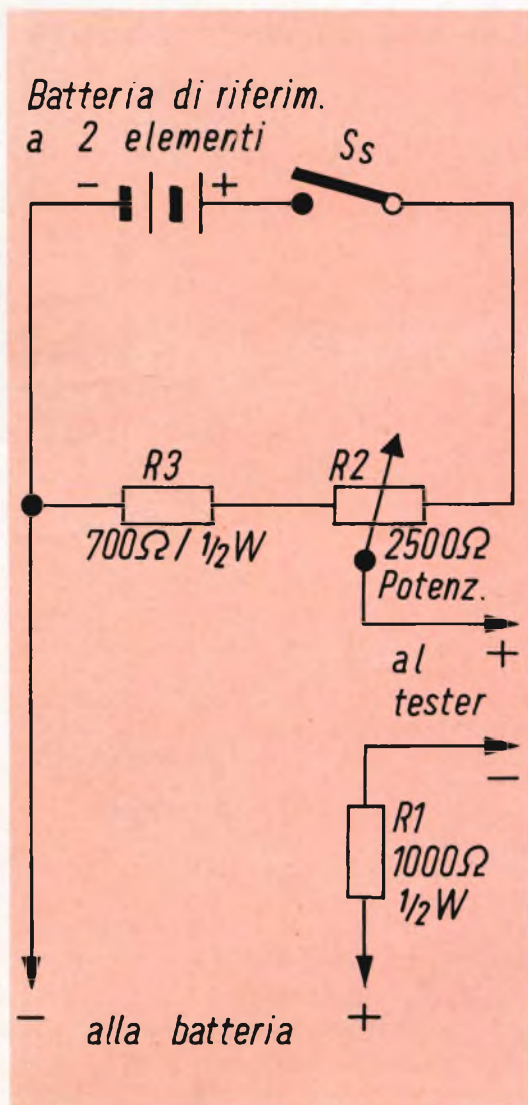 Batteria di riferim.
a 2 elementi
Ss
- +
R3
R2
700Ω / 1/2W
2500Ω
Potenz.
+
al
tester
-
R1
1000Ω
1/2W
- alla batteria +